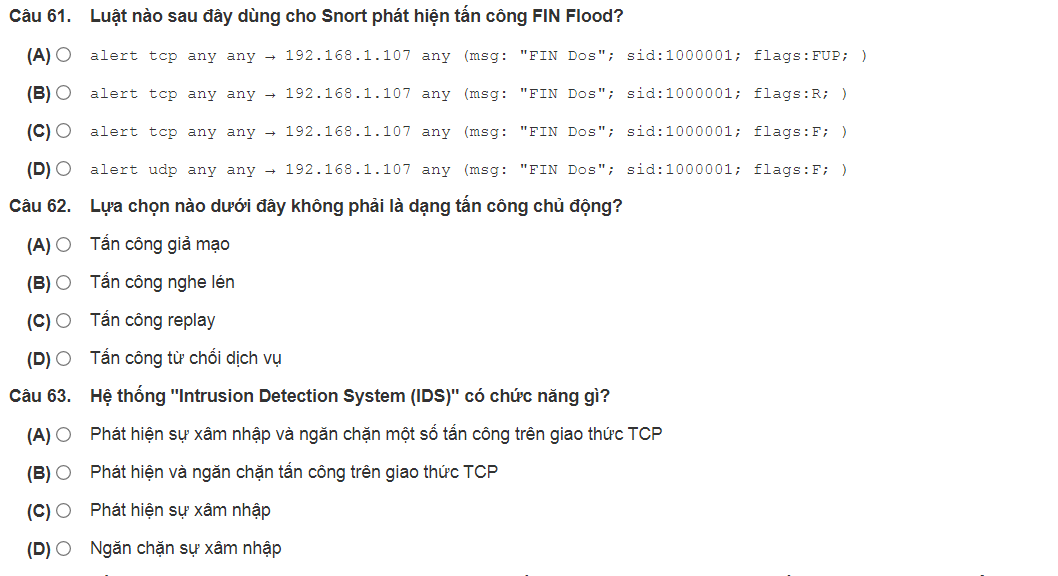 Câu 61. Luật nào sau đây dùng cho Snort phát hiện tấn công FIN Flood?
(A) alert tcp any any → 192.168.1.107 any (msg: "FIN Dos"; sid:1000001; flags:FUP; )
(B) alert tcp any any → 192.168.1.107 any (msg: "FIN Dos"; sid:1000001; flags:R; )
(C) alert tcp any any → 192.168.1.107 any (msg: "FIN Dos"; sid:1000001; flags:F; )
(D) alert udp any any → 192.168.1.107 any (msg: "FIN Dos"; sid:1000001; flags:F; )
Câu 62. Lựa chọn nào dưới đây không phải là dạng tấn công chủ động?
(A) Tấn công giả mạo
(B) Tấn công nghe lén
(C) Tấn công replay
(D) Tấn công từ chối dịch vụ
Câu 63. Hệ thống "Intrusion Detection System (IDS)" có chức năng gì?
(A) Phát hiện sự xâm nhập và ngăn chặn một số tấn công trên giao thức TCP
(B) Phát hiện và ngăn chặn tấn công trên giao thức TCP
(C) Phát hiện sự xâm nhập
(D) Ngăn chặn sự xâm nhập